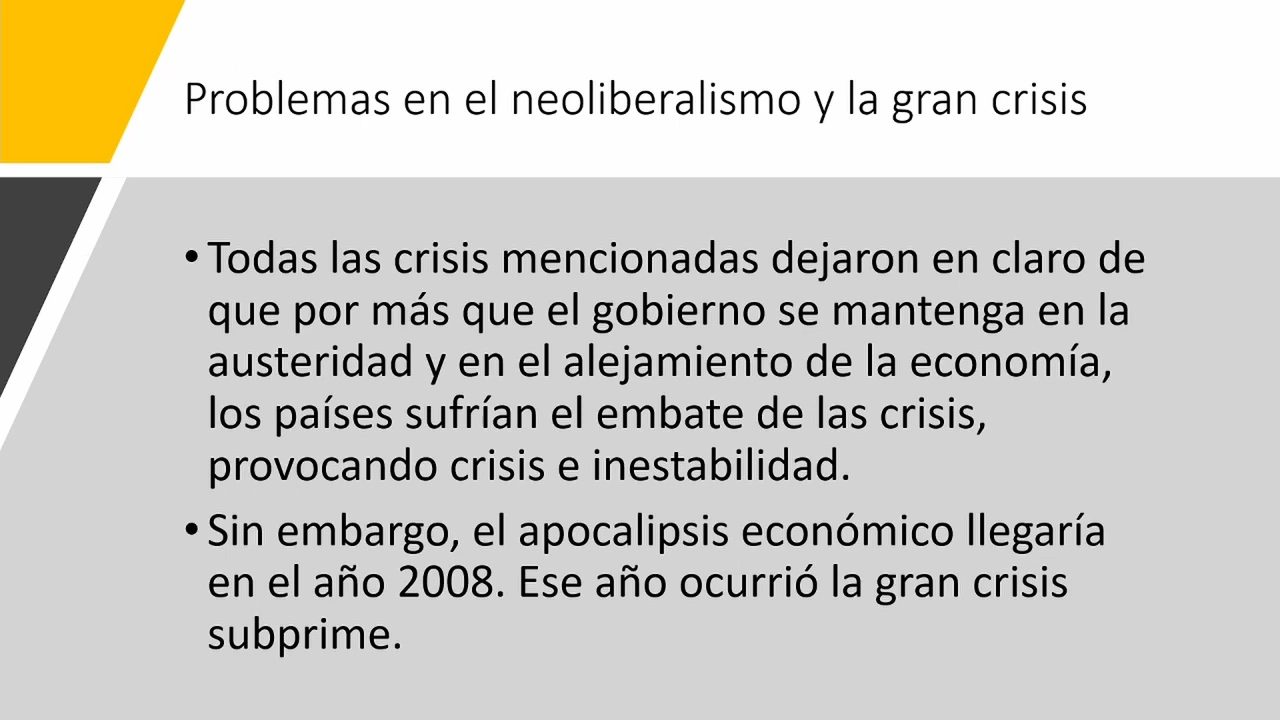 Problemas en el neoliberalismo y la gran crisis
• Todas las crisis mencionadas dejaron en claro de
que por más que el gobierno se mantenga en la
austeridad y en el alejamiento de la economía,
los países sufrían el embate de las crisis,
provocando crisis e inestabilidad.
• Sin embargo, el apocalipsis económico llegaría
en el año 2008. Ese año ocurrió la gran crisis
subprime.